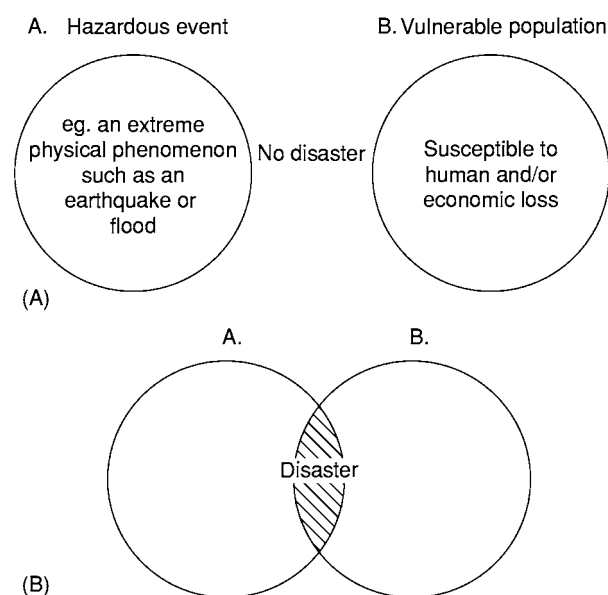 A. Hazardous event
B. Vulnerable population
eg. an extreme
physical phenomenon
such as an
earthquake or
flood
No disaster
Susceptible to
human and/or
economic loss
(A)
A.
B.
Disaster
(B)